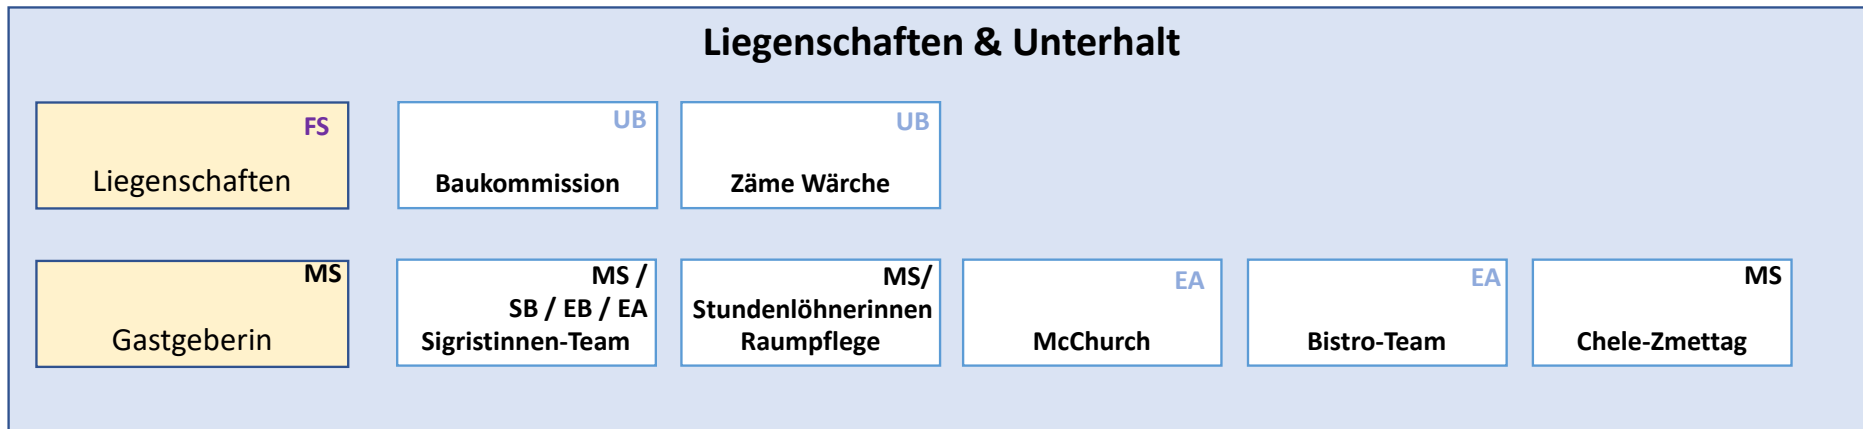 Liegenschaften & Unterhalt
FS
Liegenschaften
UB
Baukommission
UB
Zäme Wärche
MS
Gastgeberin
MS /
SB / EB / EA
Sigristinnen-Team
MS/
Stundenlöhnerinnen
Raumpflege
EA
McChurch
EA
Bistro-Team
MS
Chele-Zmettag